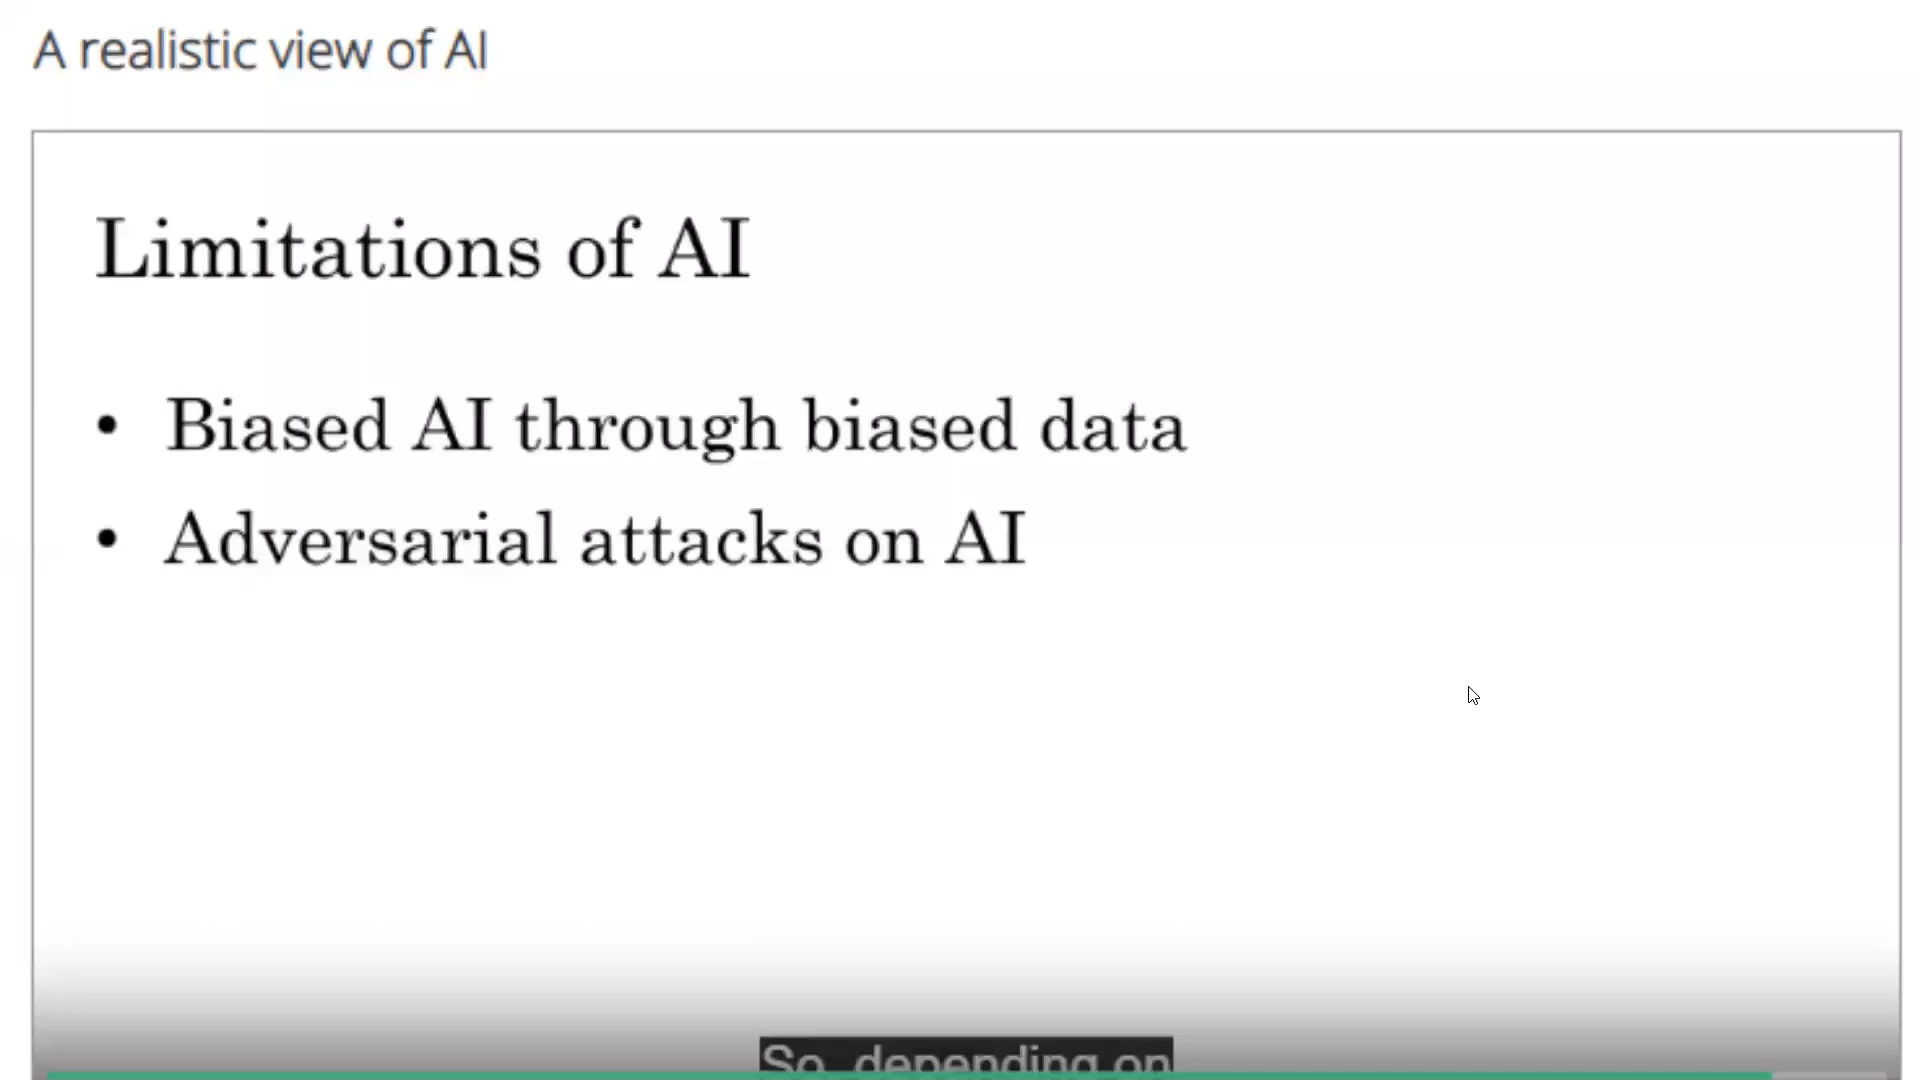 A realistic view of AI
Limitations of AI
• Biased AI through biased data
• Adversarial attacks on AI
So, depending on